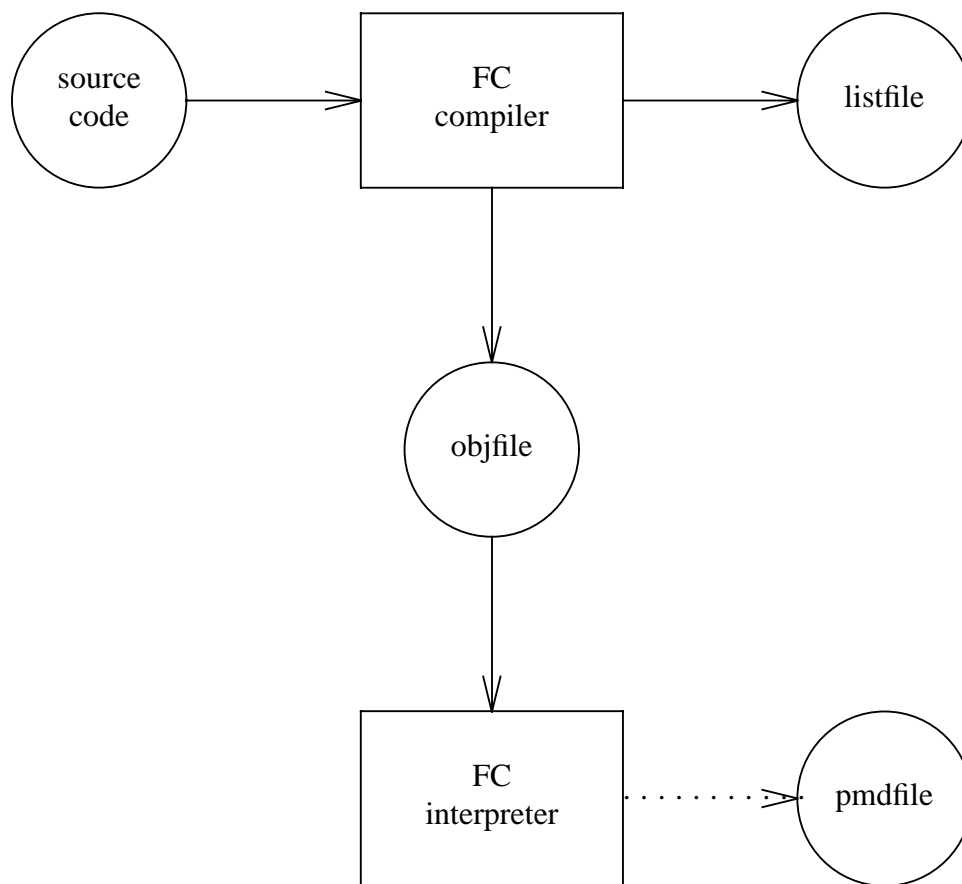 source
code
FC
compiler
listfile
objfile
FC
interpreter
pmdfile